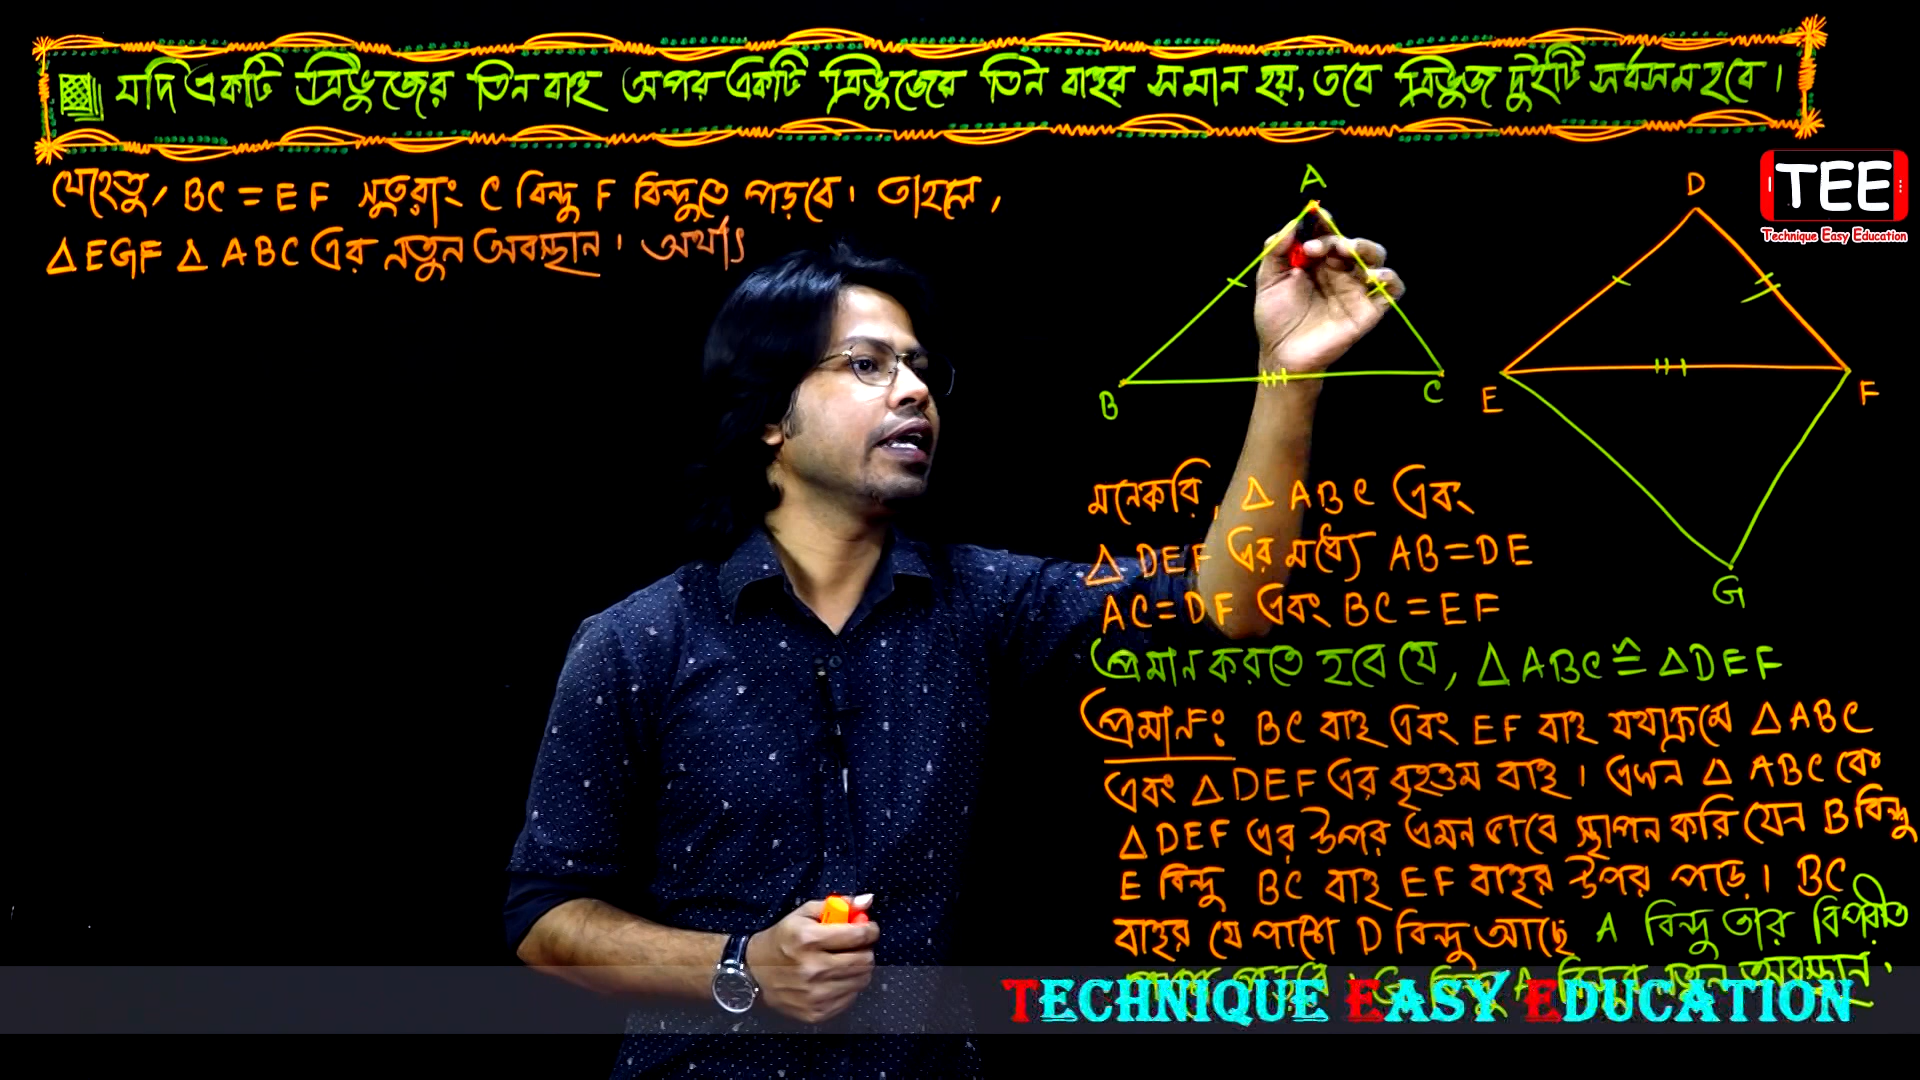 যদি একটি ত্রিভুজের তিন বাহু অপর একটি ত্রিভুজের তিন বাহুর সমান হয়, তবে ত্রিভুজ দুইটি সর্বসম হবে।
যেহেতু, BC = EF সুতরাং C বিন্দু F বিন্দুতে পড়বে। তাহলে,
△EGF △ABC এর নতুন অবস্থান। অর্থাৎ
A
B
C
D
E
F
G
TEE
Technique Easy Education
মনেকরি, △ABC এবং
△DEF এর মধ্যে AB=DE
AC=DF এবং BC=EF
প্রমান করতে হবে যে, △ABC≅△DEF
প্রমানঃ BC বাহু এবং EF বাহু যথাক্রমে △ABC
এবং △DEF এর বৃহত্তম বাহু। এখন △ABC কে
△DEF এর উপর এমন ভাবে স্থাপন করি যেন B বিন্দু
E বিন্দু BC বাহু EF বাহুর উপর পড়ে। BC
বাহুর যে পাশে D বিন্দু আছে A বিন্দু তার বিপরীত
G বিন্দু A বিন্দুর নতুন অবস্থান।
TECHNIQUE EASY EDUCATION